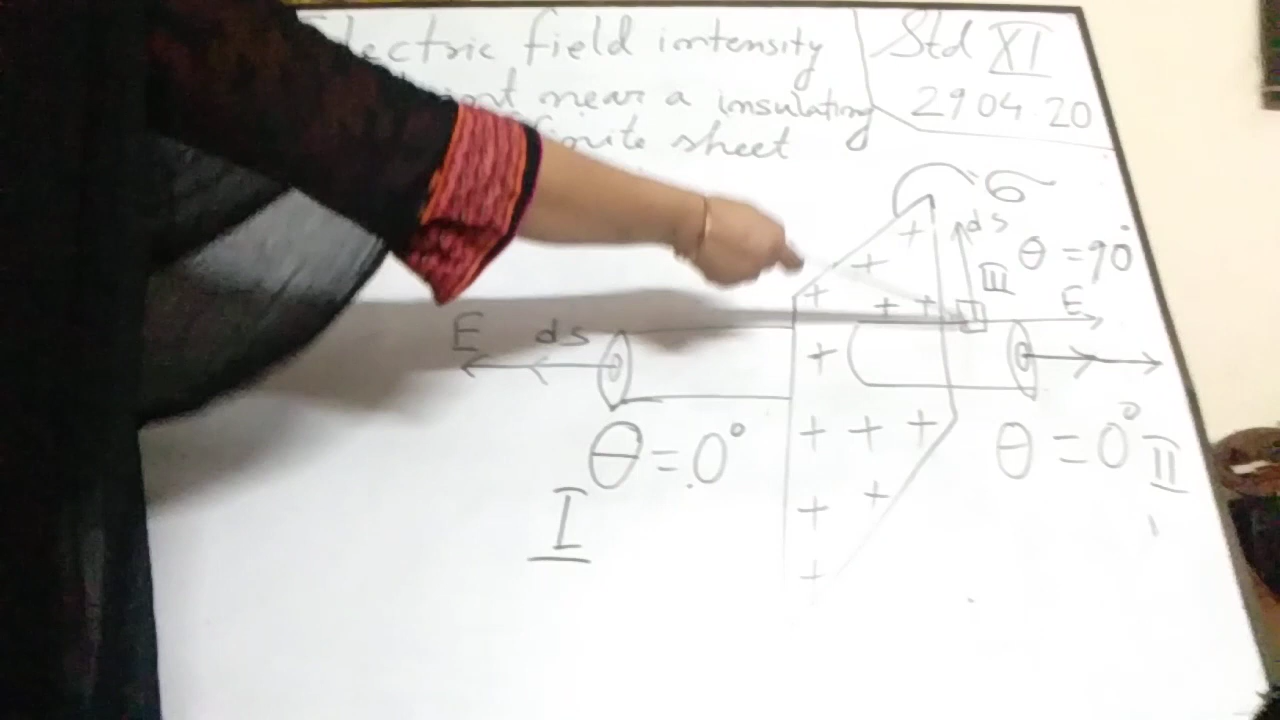 Electric field intensity
near a insulating
sheet
Std XI
29 04 20
σ
+ ds
+ θ = 90°
III
+ + + E
E ds +
+ + +
θ = 0° θ = 0° II
+ +
I
+